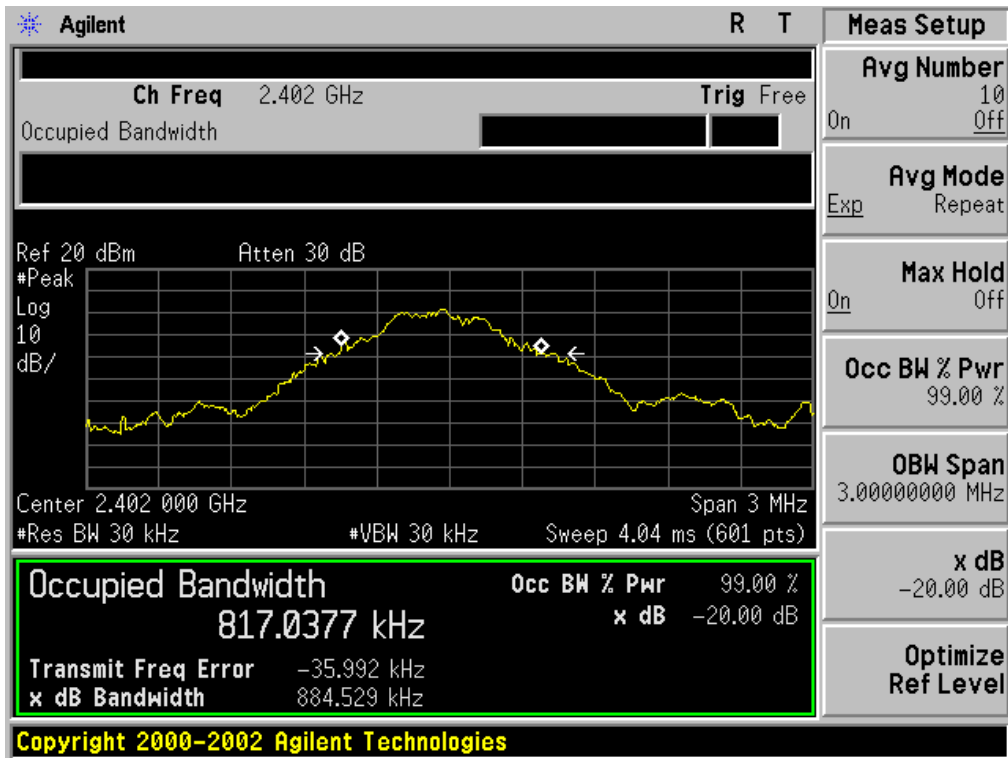 Agilent R T Meas Setup
Ch Freq 2.402 GHz Trig Free
Occupied Bandwidth
Ref 20 dBm Atten 30 dB
#Peak
Log
10
dB/
Center 2.402 000 GHz Span 3 MHz
#Res BW 30 kHz #VBW 30 kHz Sweep 4.04 ms (601 pts)
Occupied Bandwidth Occ BW % Pwr 99.00 %
817.0377 kHz x dB -20.00 dB
Transmit Freq Error -35.992 kHz
x dB Bandwidth 884.529 kHz
Copyright 2000-2002 Agilent Technologies
Avg Number
10
On Off
Avg Mode
Exp Repeat
Max Hold
On Off
Occ BW % Pwr
99.00 %
OBW Span
3.00000000 MHz
x dB
-20.00 dB
Optimize
Ref Level